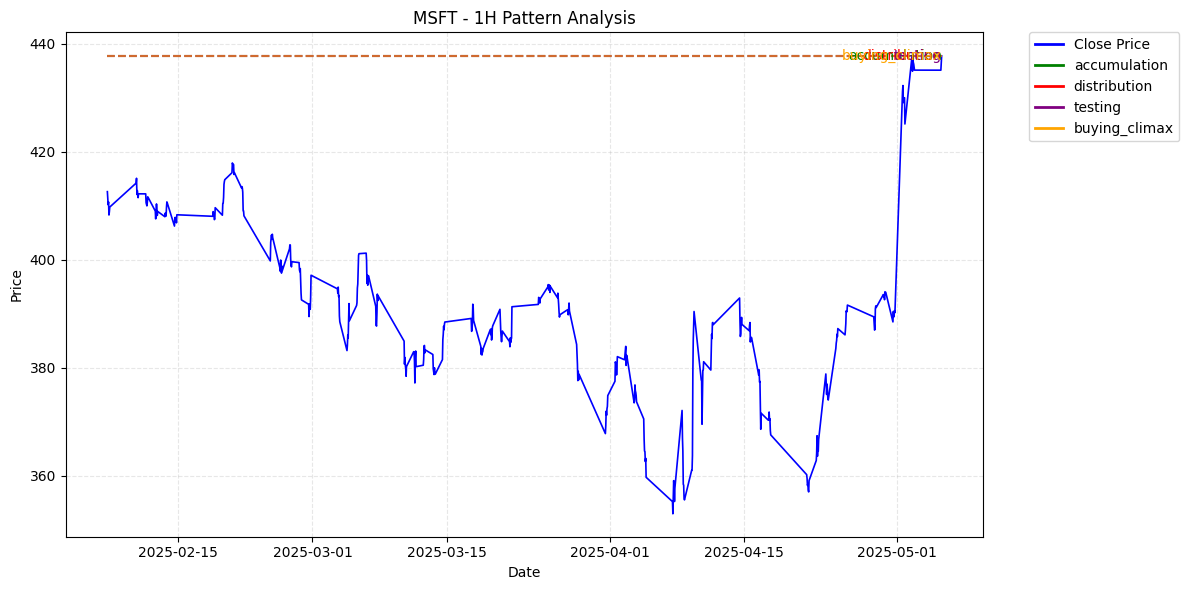 MSFT - 1H Pattern Analysis
440
420
400
380
360
Price
2025-02-15
2025-03-01
2025-03-15
2025-04-01
2025-04-15
2025-05-01
Date
Close Price
accumulation
distribution
testing
buying_climax